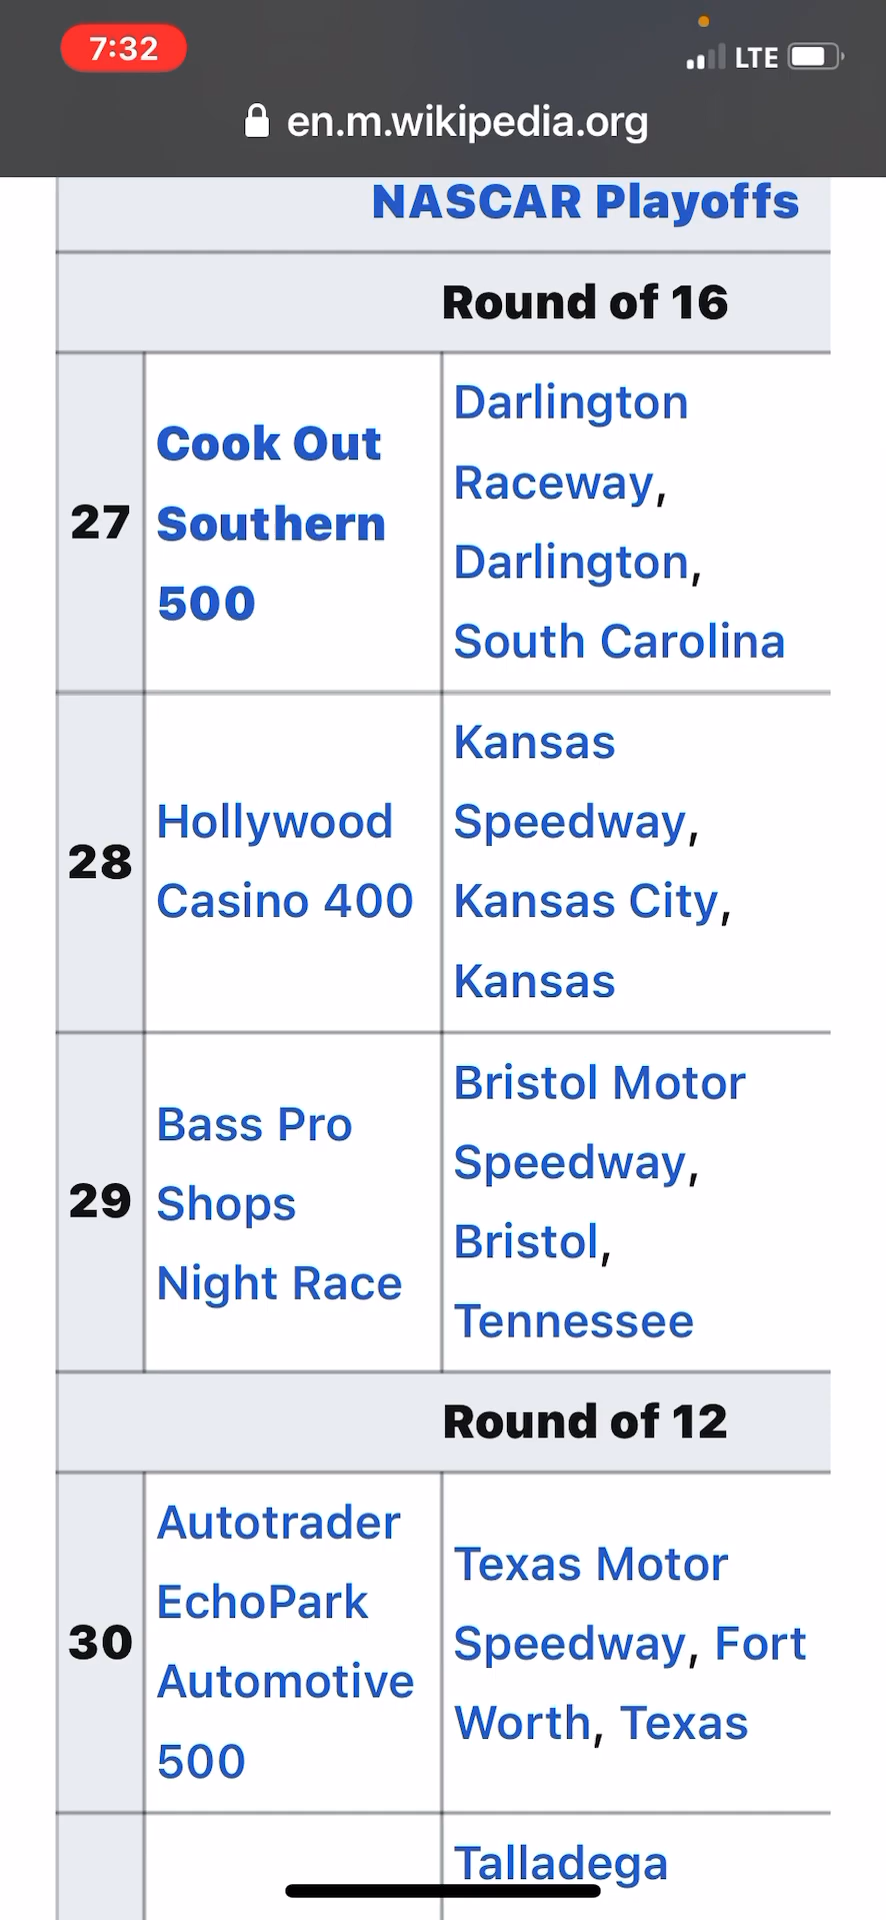 7:32
LTE
en.m.wikipedia.org
NASCAR Playoffs
Round of 16
27
Cook Out
Southern
500
Darlington
Raceway,
Darlington,
South Carolina
28
Hollywood
Casino 400
Kansas
Speedway,
Kansas City,
Kansas
29
Bass Pro
Shops
Night Race
Bristol Motor
Speedway,
Bristol,
Tennessee
Round of 12
30
Autotrader
EchoPark
Automotive
500
Texas Motor
Speedway, Fort
Worth, Texas
Talladega